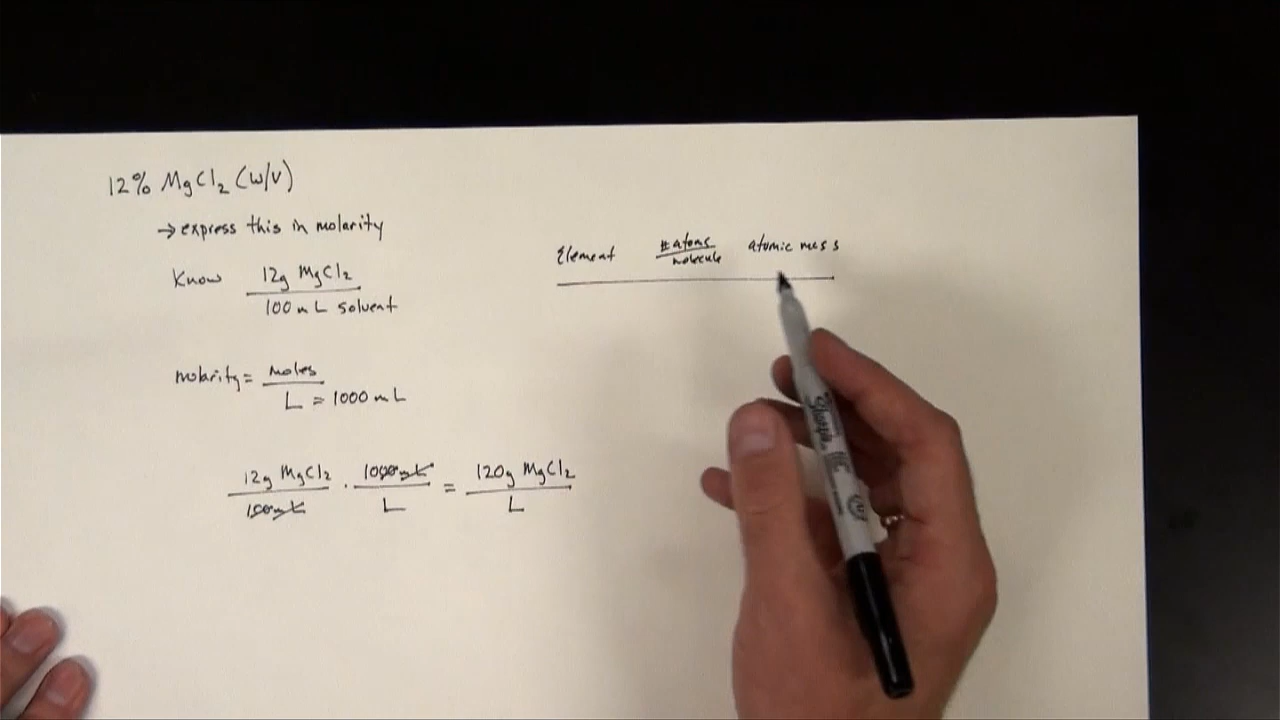 12% MgCl₂ (w/v)
→ express this in molarity
Know 12g MgCl₂
100 mL solvent
molarity = moles
L = 1000 mL
12g MgCl₂ · 1000mL = 120g MgCl₂
100mL L L
Element # atoms atomic mass
molecule
Sharpie